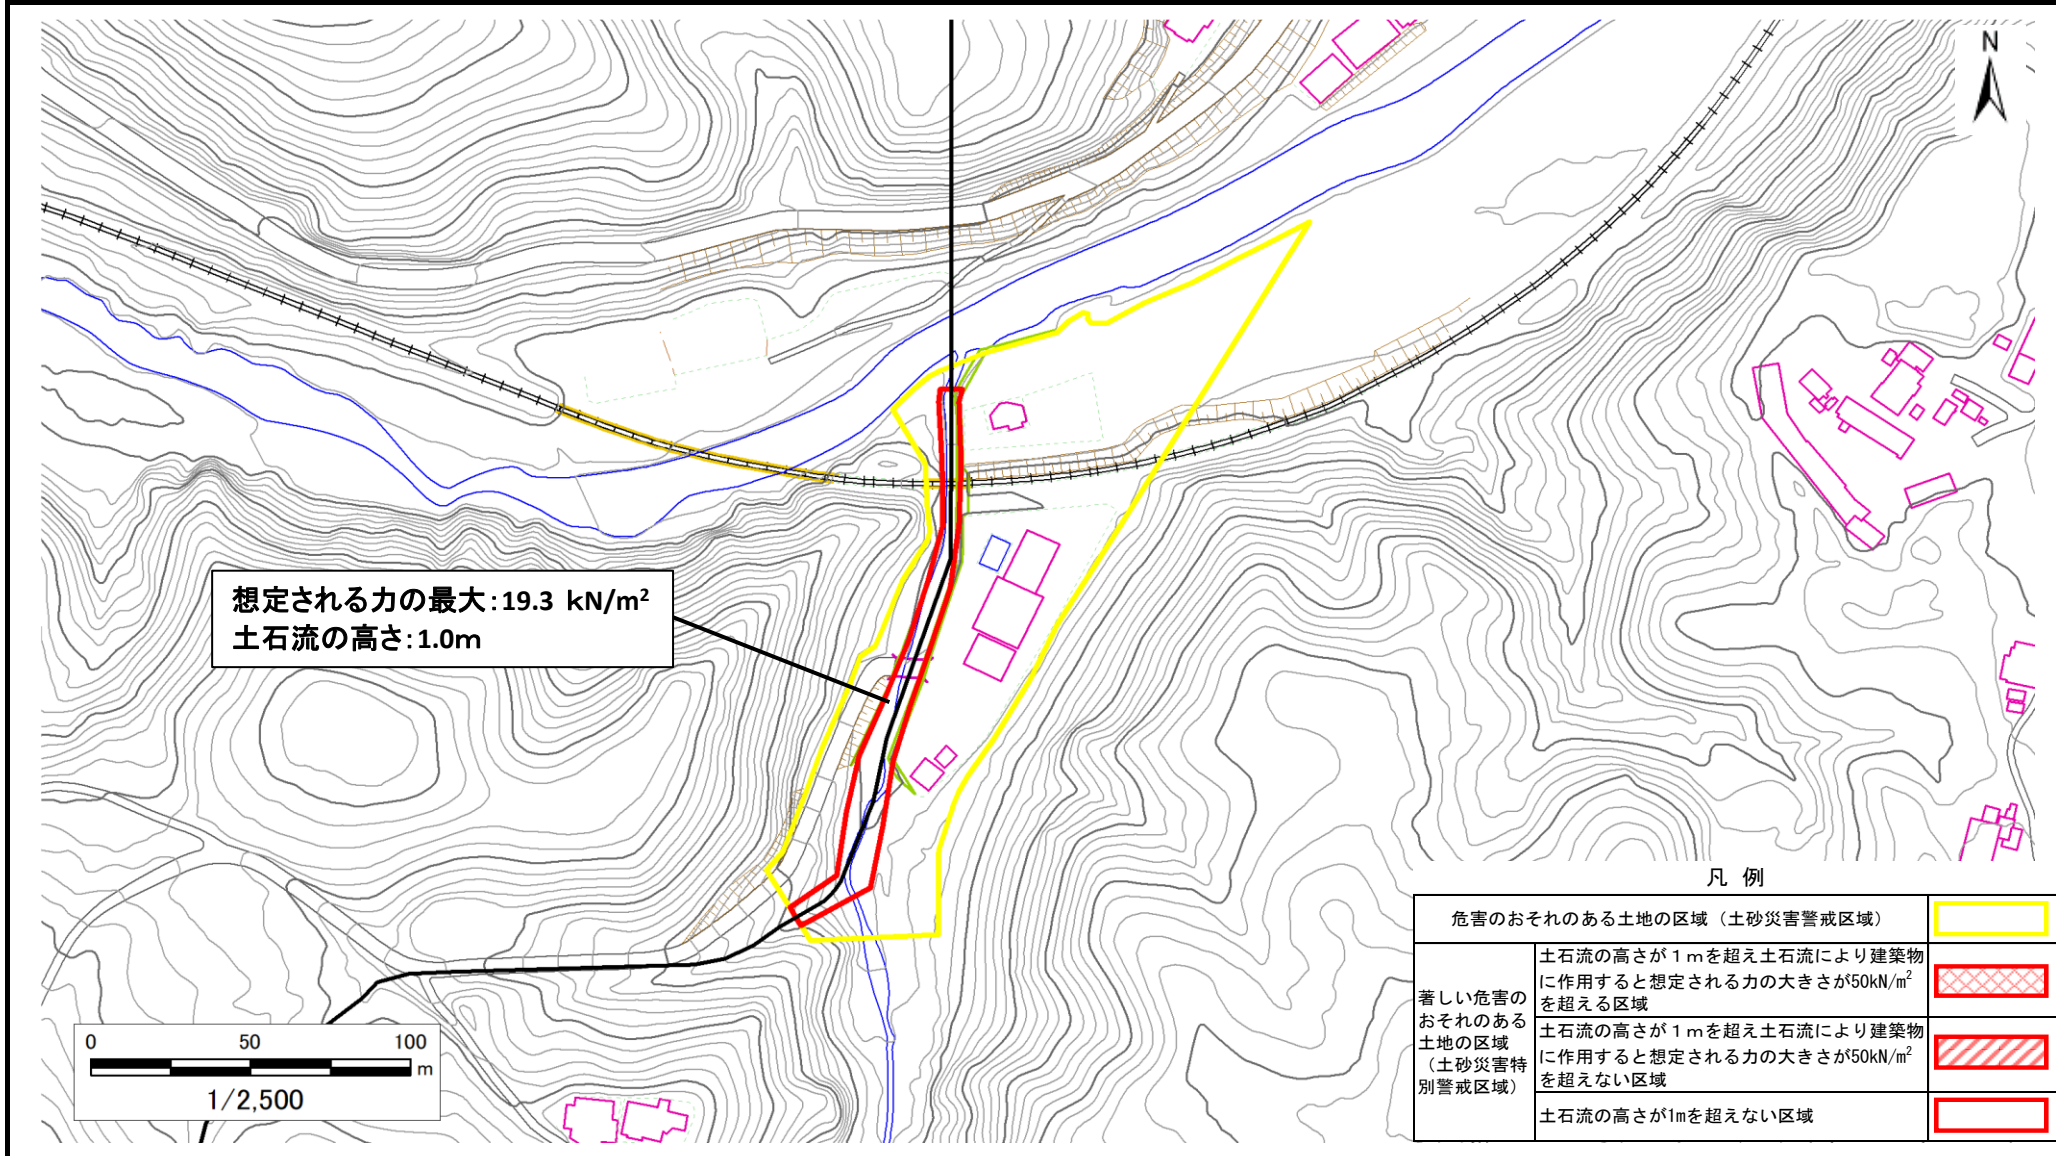 N
想定される力の最大:19.3 kN/m²
土石流の高さ:1.0m
0 50 100
m
1/2,500
凡 例
危害のおそれのある土地の区域(土砂災害警戒区域)
著しい危害の
おそれのある
土地の区域
(土砂災害特
別警戒区域)
土石流の高さが1mを超え土石流により建築物
に作用すると想定される力の大きさが50kN/m²
を超える区域
土石流の高さが1mを超え土石流により建築物
に作用すると想定される力の大きさが50kN/m²
を超えない区域
土石流の高さが1mを超えない区域